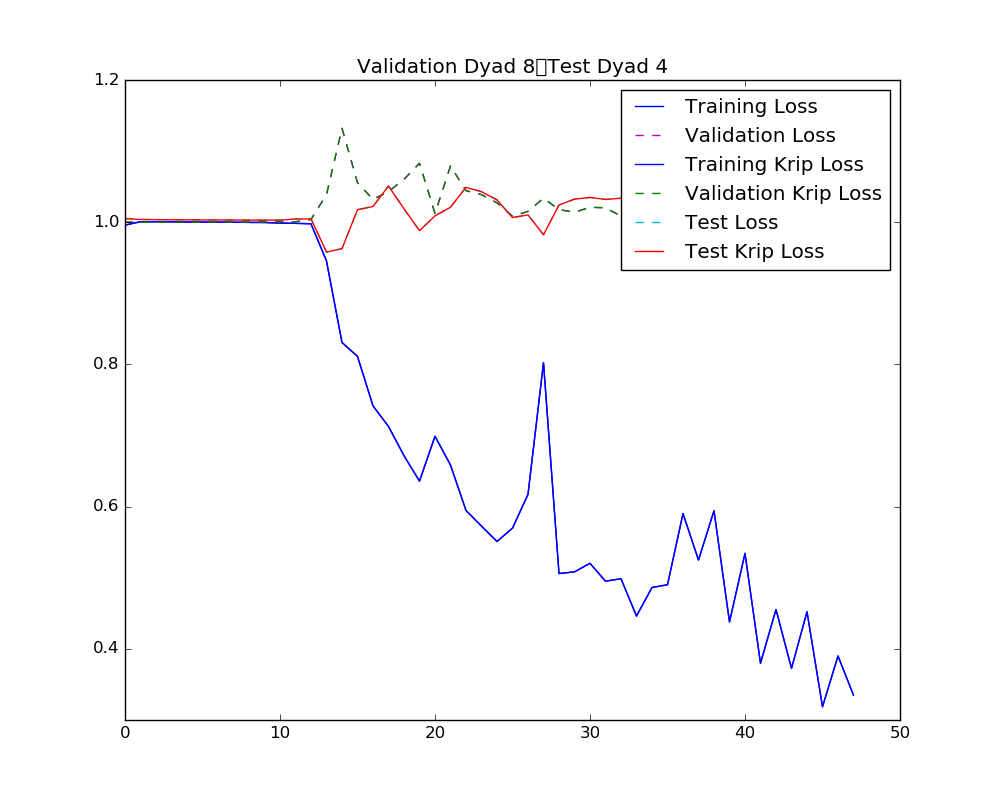 Validation Dyad 8▯Test Dyad 4
1.2
Training Loss
Validation Loss
Training Krip Loss
Validation Krip Loss
Test Loss
Test Krip Loss
1.0
0.8
0.6
0.4
0 10 20 30 40 50